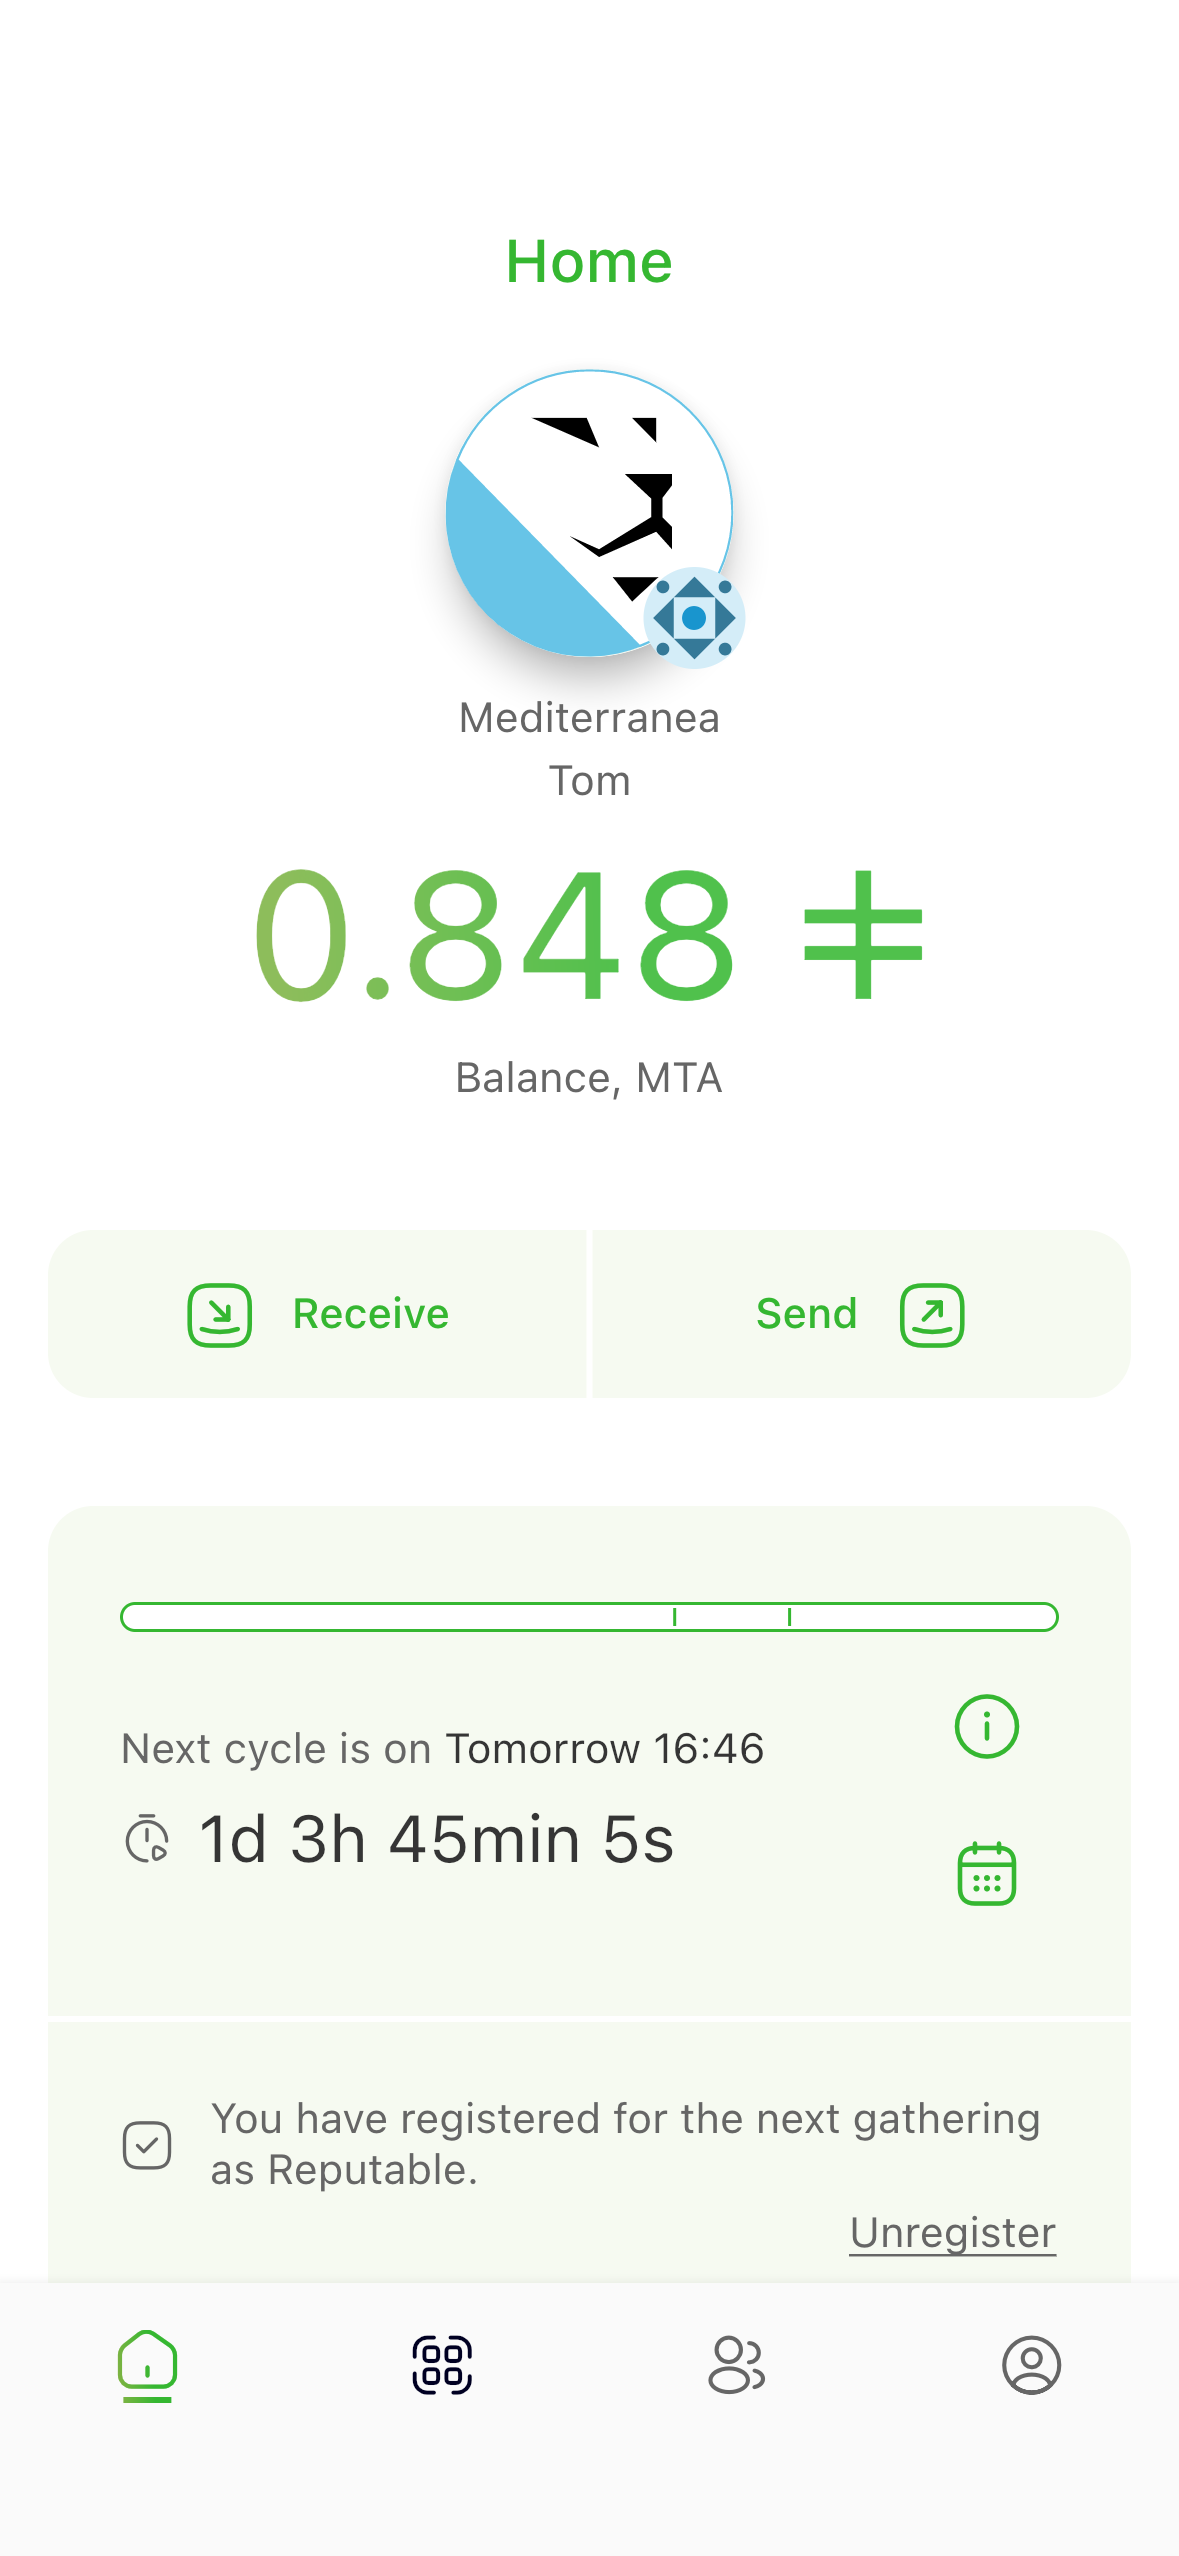 Home
Mediterranea
Tom
0.848 ⵐ
Balance, MTA
Receive
Send
Next cycle is on Tomorrow 16:46
1d 3h 45min 5s
You have registered for the next gathering
as Reputable.
Unregister